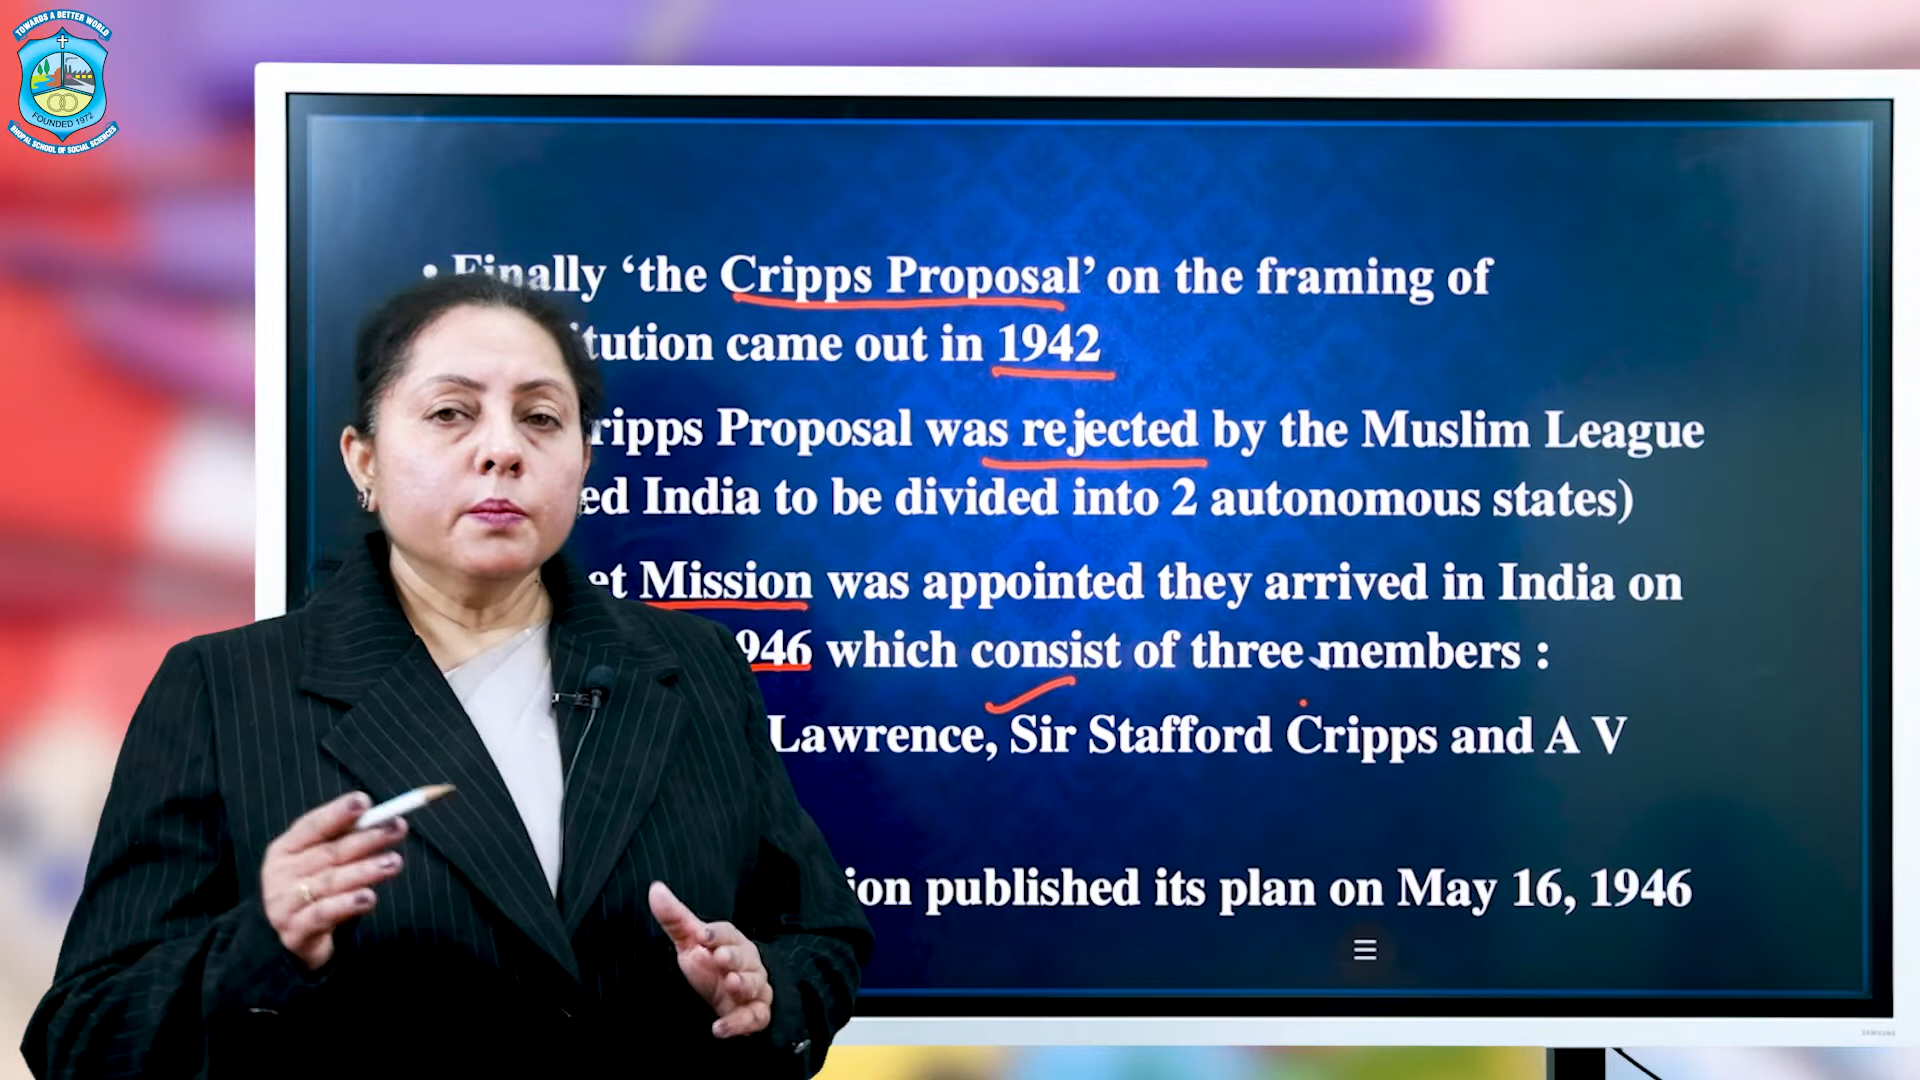 TOWARDS A BETTER WORLD
FOUNDED 1972
BHOPAL SCHOOL OF SOCIAL SCIENCES
• Finally ‘the Cripps Proposal’ on the framing of
itution came out in 1942
ripps Proposal was rejected by the Muslim League
ed India to be divided into 2 autonomous states)
et Mission was appointed they arrived in India on
946 which consist of three members :
Lawrence, Sir Stafford Cripps and A V
ion published its plan on May 16, 1946
SAMSUNG